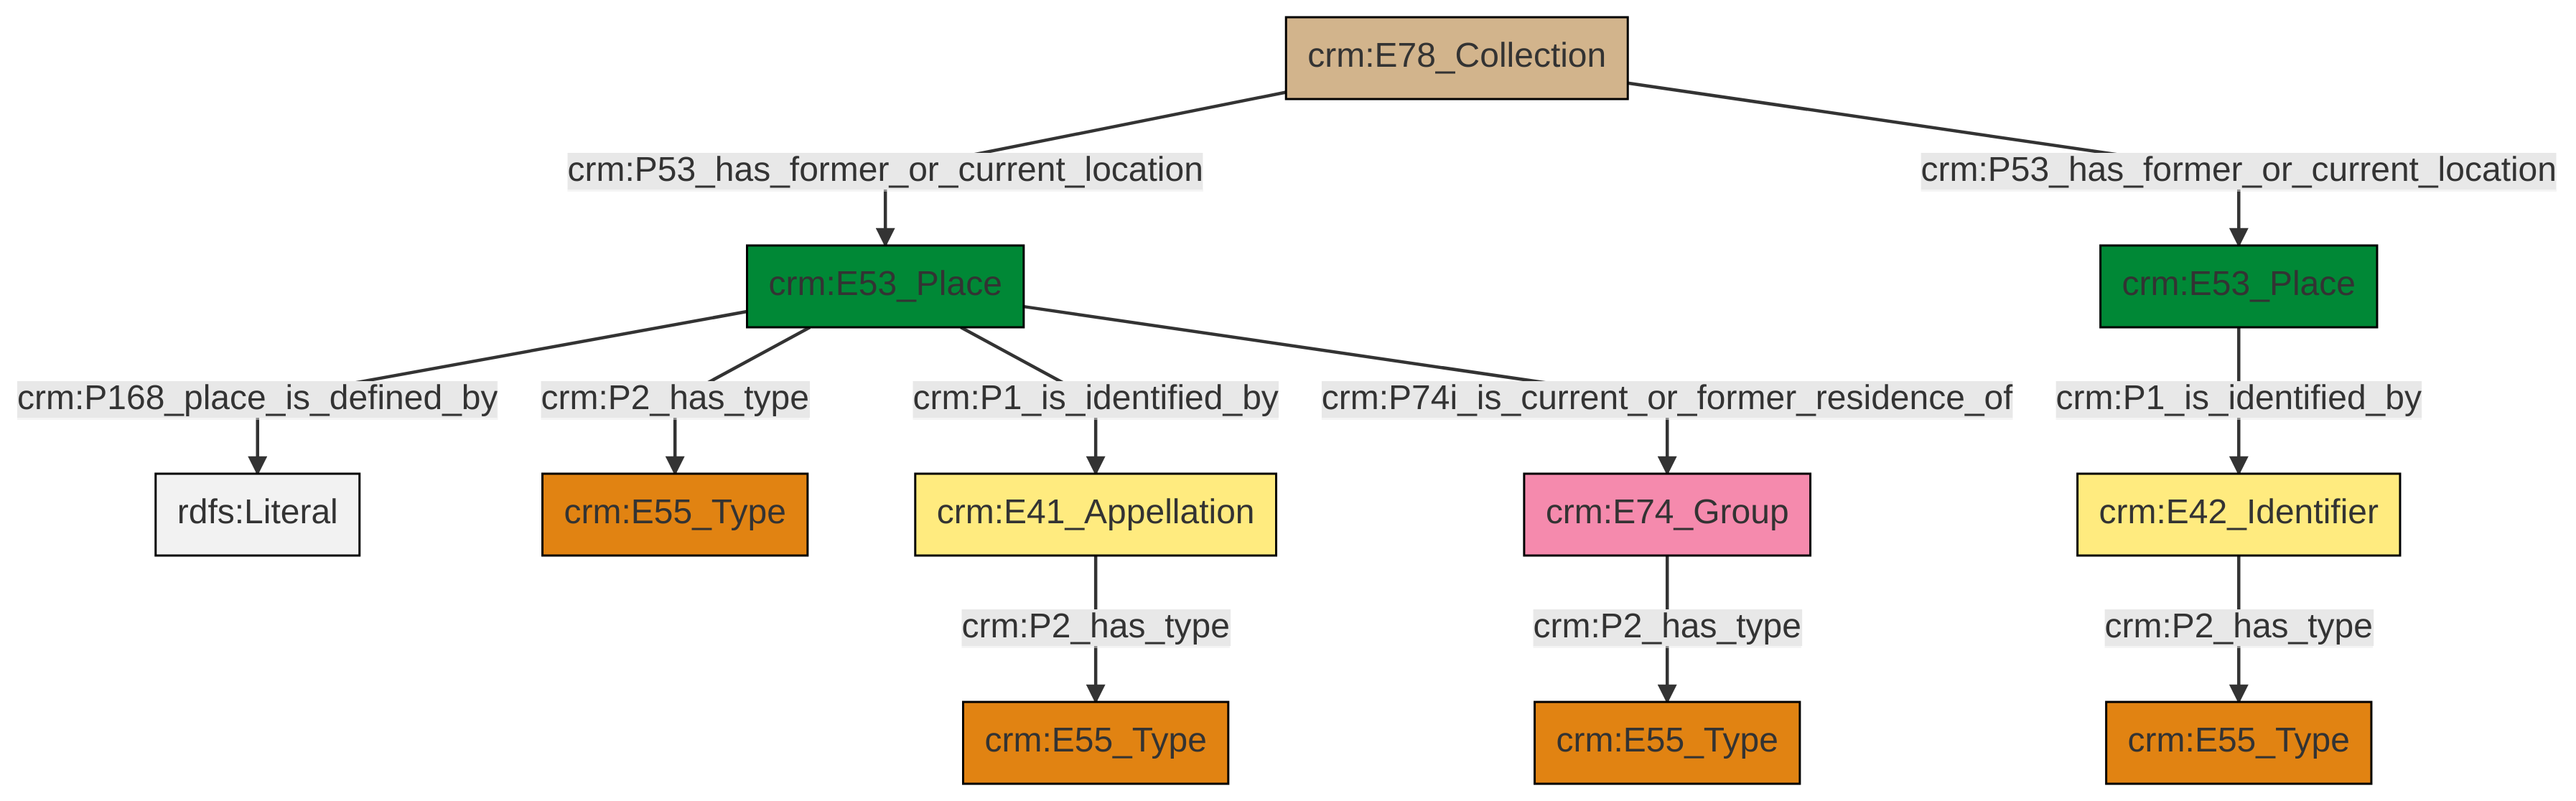 crm:E78_Collection
crm:P53_has_former_or_current_location
crm:P53_has_former_or_current_location
crm:E53_Place
crm:E53_Place
crm:P168_place_is_defined_by
crm:P2_has_type
crm:P1_is_identified_by
crm:P74i_is_current_or_former_residence_of
crm:P1_is_identified_by
rdfs:Literal
crm:E55_Type
crm:E41_Appellation
crm:E74_Group
crm:E42_Identifier
crm:P2_has_type
crm:P2_has_type
crm:P2_has_type
crm:E55_Type
crm:E55_Type
crm:E55_Type